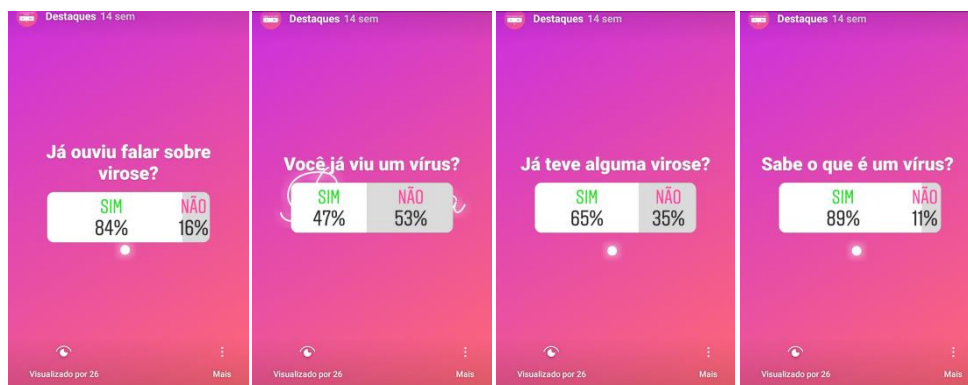 Destaques 14 sem
Já ouviu falar sobre
virose?
SIM NÃO
84% 16%
Visualizado por 26 Mais
Destaques 14 sem
Você já viu um vírus?
SIM NÃO
47% 53%
Visualizado por 26 Mais
Destaques 14 sem
Já teve alguma virose?
SIM NÃO
65% 35%
Visualizado por 26 Mais
Destaques 14 sem
Sabe o que é um vírus?
SIM NÃO
89% 11%
Visualizado por 26 Mais